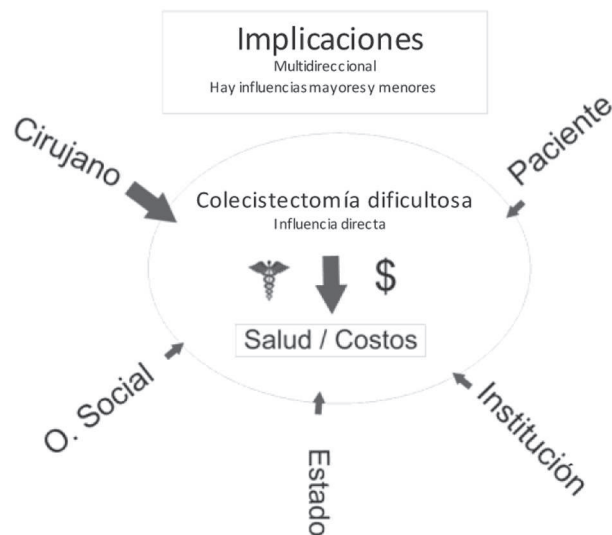 Implicaciones
Multidireccional
Hay influencias mayores y menores
Cirujano
Paciente
Colecistectomía dificultosa
Influencia directa
$
Salud / Costos
O. Social
Estado
Institución